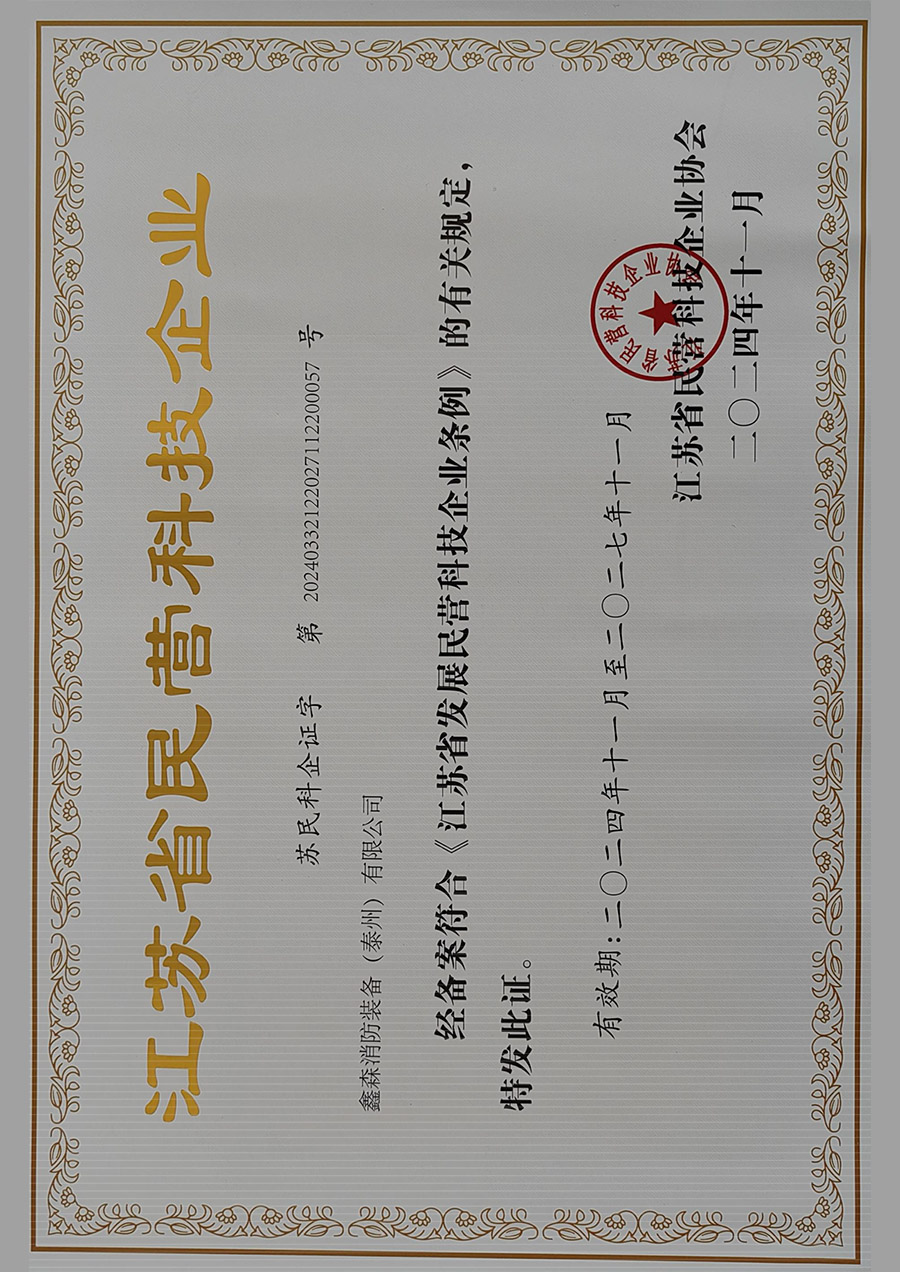 江苏省民营科技企业
苏民科企证字 第 2024033212202711220057 号
鑫森消防装备（泰州）有限公司
经备案符合《江苏省发展民营科技企业条例》的有关规定，
特发此证。
有效期：二〇二四年十一月至二〇二七年十一月
江苏省民营科技企业协会
二〇二四年十一月